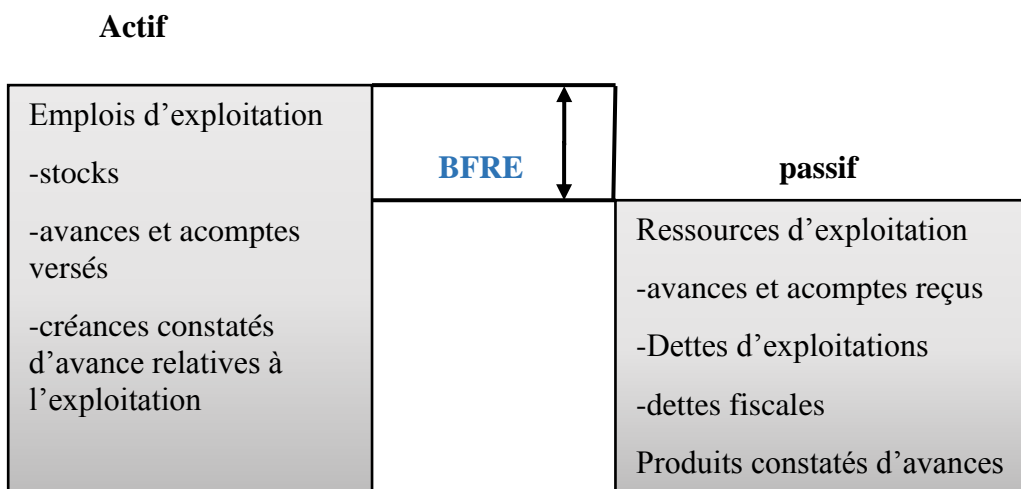 Actif
Emplois d’exploitation
-stocks
-avances et acomptes
versés
-créances constatés
d’avance relatives à
l’exploitation
BFRE
passif
Ressources d’exploitation
-avances et acomptes reçus
-Dettes d’exploitations
-dettes fiscales
Produits constatés d’avances